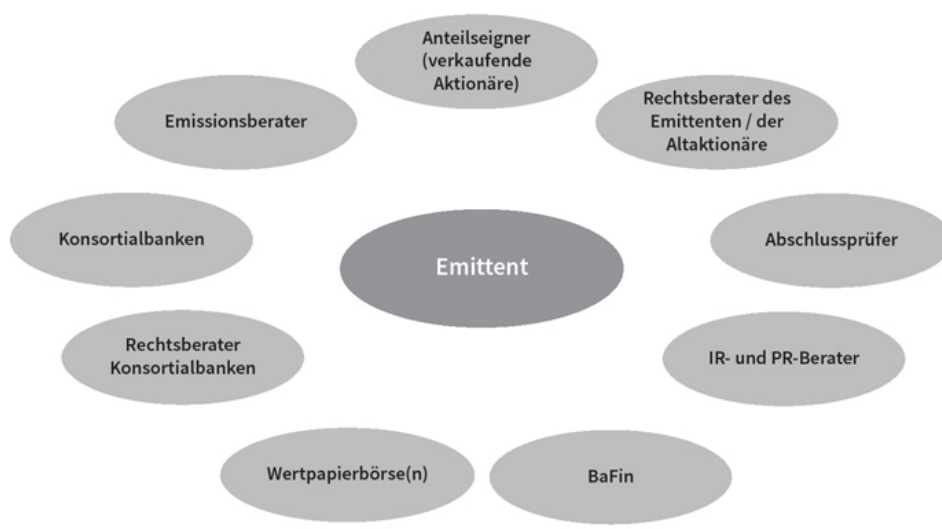 Anteilseigner
(verkaufende
Aktionäre)
Rechtsberater des
Emittenten / der
Altaktionäre
Emissionsberater
Konsortialbanken
Abschlussprüfer
Emittent
Rechtsberater
Konsortialbanken
IR- und PR-Berater
Wertpapierbörse(n)
BaFin